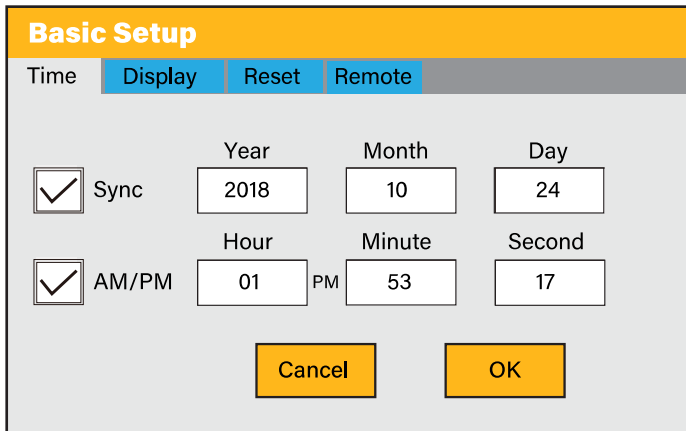 Basic Setup
Time Display Reset Remote
Year Month Day
Sync 2018 10 24
Hour Minute Second
AM/PM 01 PM 53 17
Cancel OK